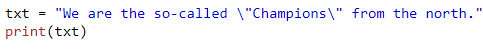 txt = "We are the so-called \"Champions\" from the north."
print(txt)